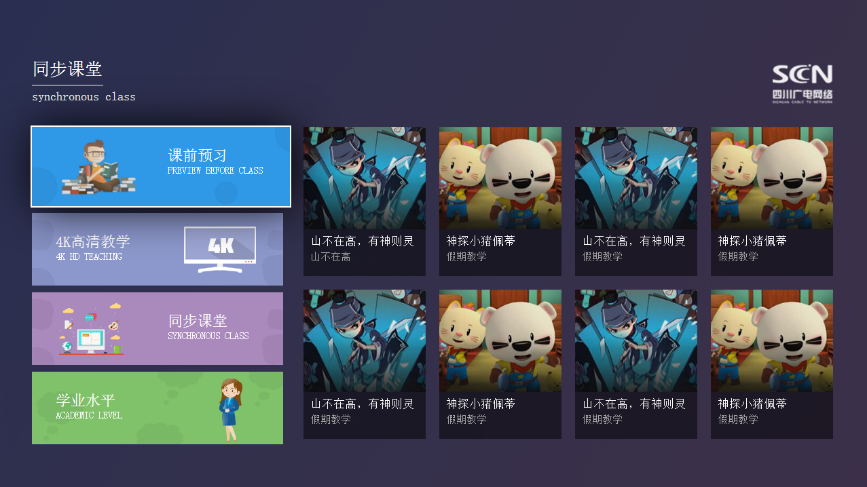 同步课堂
synchronous class
SCN
四川广电网络
SICHUAN CABLE TV NETWORK
课前预习
PREVIEW BEFORE CLASS
4K高清教学
4K HD TEACHING
4K
同步课堂
SYNCHRONOUS CLASS
学业水平
ACADEMIC LEVEL
山不在高，有神则灵
山不在高
神探小猪佩蒂
假期教学
山不在高，有神则灵
假期教学
神探小猪佩蒂
假期教学
山不在高，有神则灵
假期教学
神探小猪佩蒂
假期教学
山不在高，有神则灵
假期教学
神探小猪佩蒂
假期教学